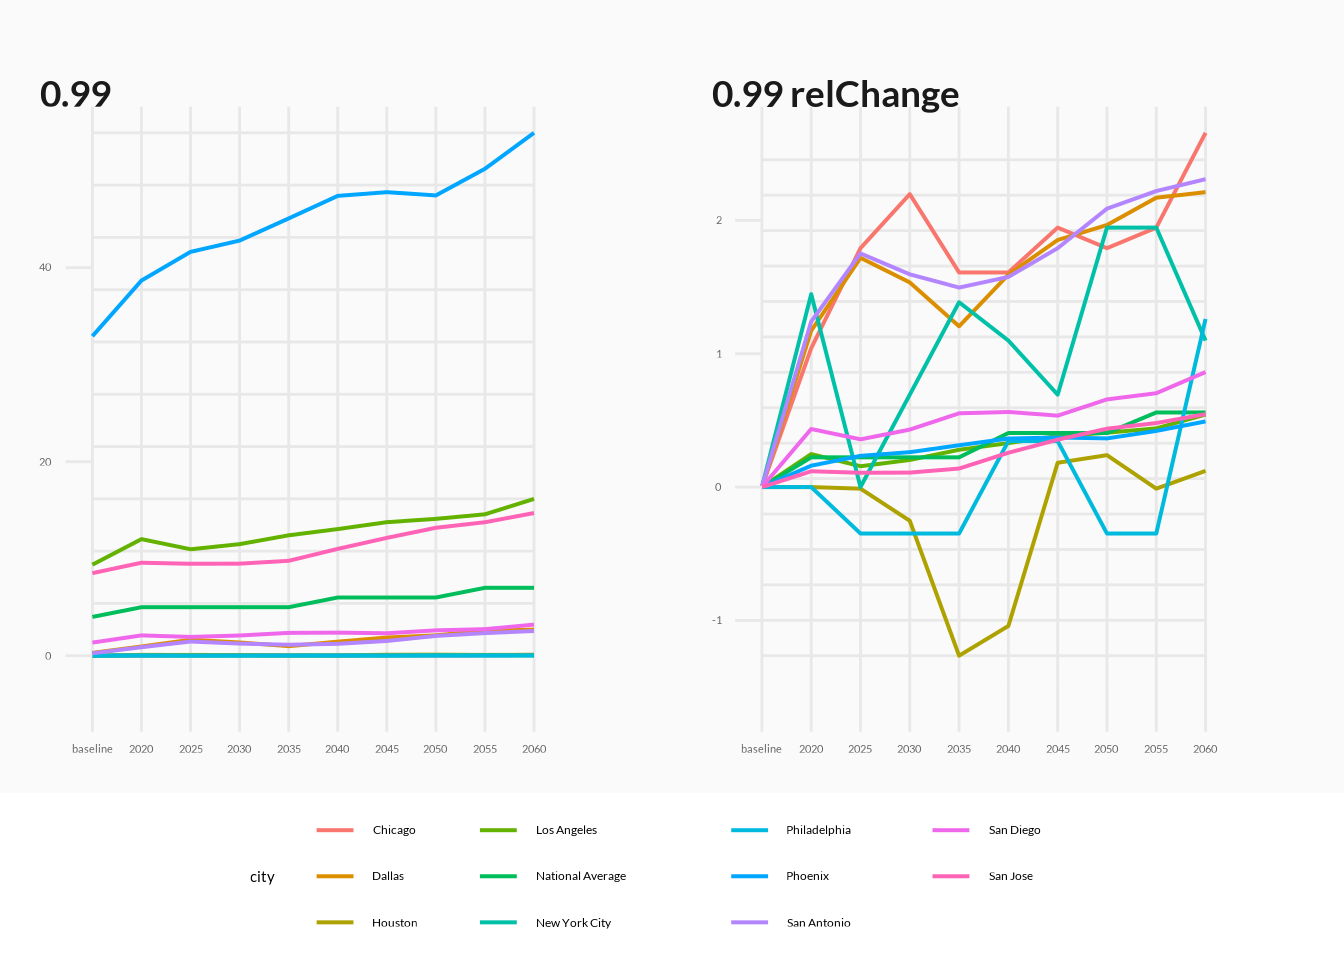 0.99
0.99 relChange
40
20
0
2
1
0
-1
baseline 2020 2025 2030 2035 2040 2045 2050 2055 2060
baseline 2020 2025 2030 2035 2040 2045 2050 2055 2060
city
Chicago
Dallas
Houston
Los Angeles
National Average
New York City
Philadelphia
Phoenix
San Antonio
San Diego
San Jose